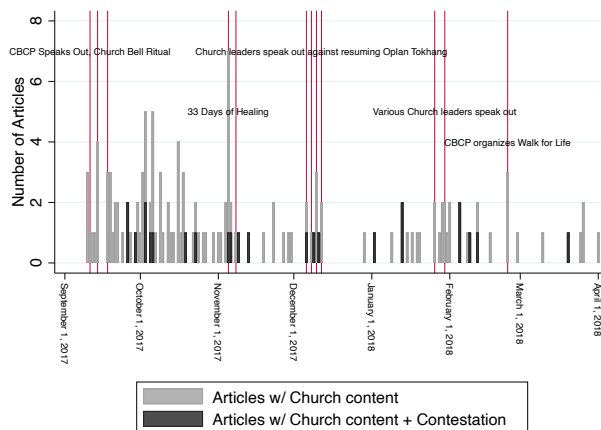 8
CBCP Speaks Out, Church Bell Ritual
Church leaders speak out against resuming Oplan Tokhang
6
33 Days of Healing
Various Church leaders speak out
4
CBCP organizes Walk for Life
2
0
Number of Articles
September 1, 2017
October 1, 2017
November 1, 2017
December 1, 2017
January 1, 2018
February 1, 2018
March 1, 2018
April 1, 2018
Articles w/ Church content
Articles w/ Church content + Contestation